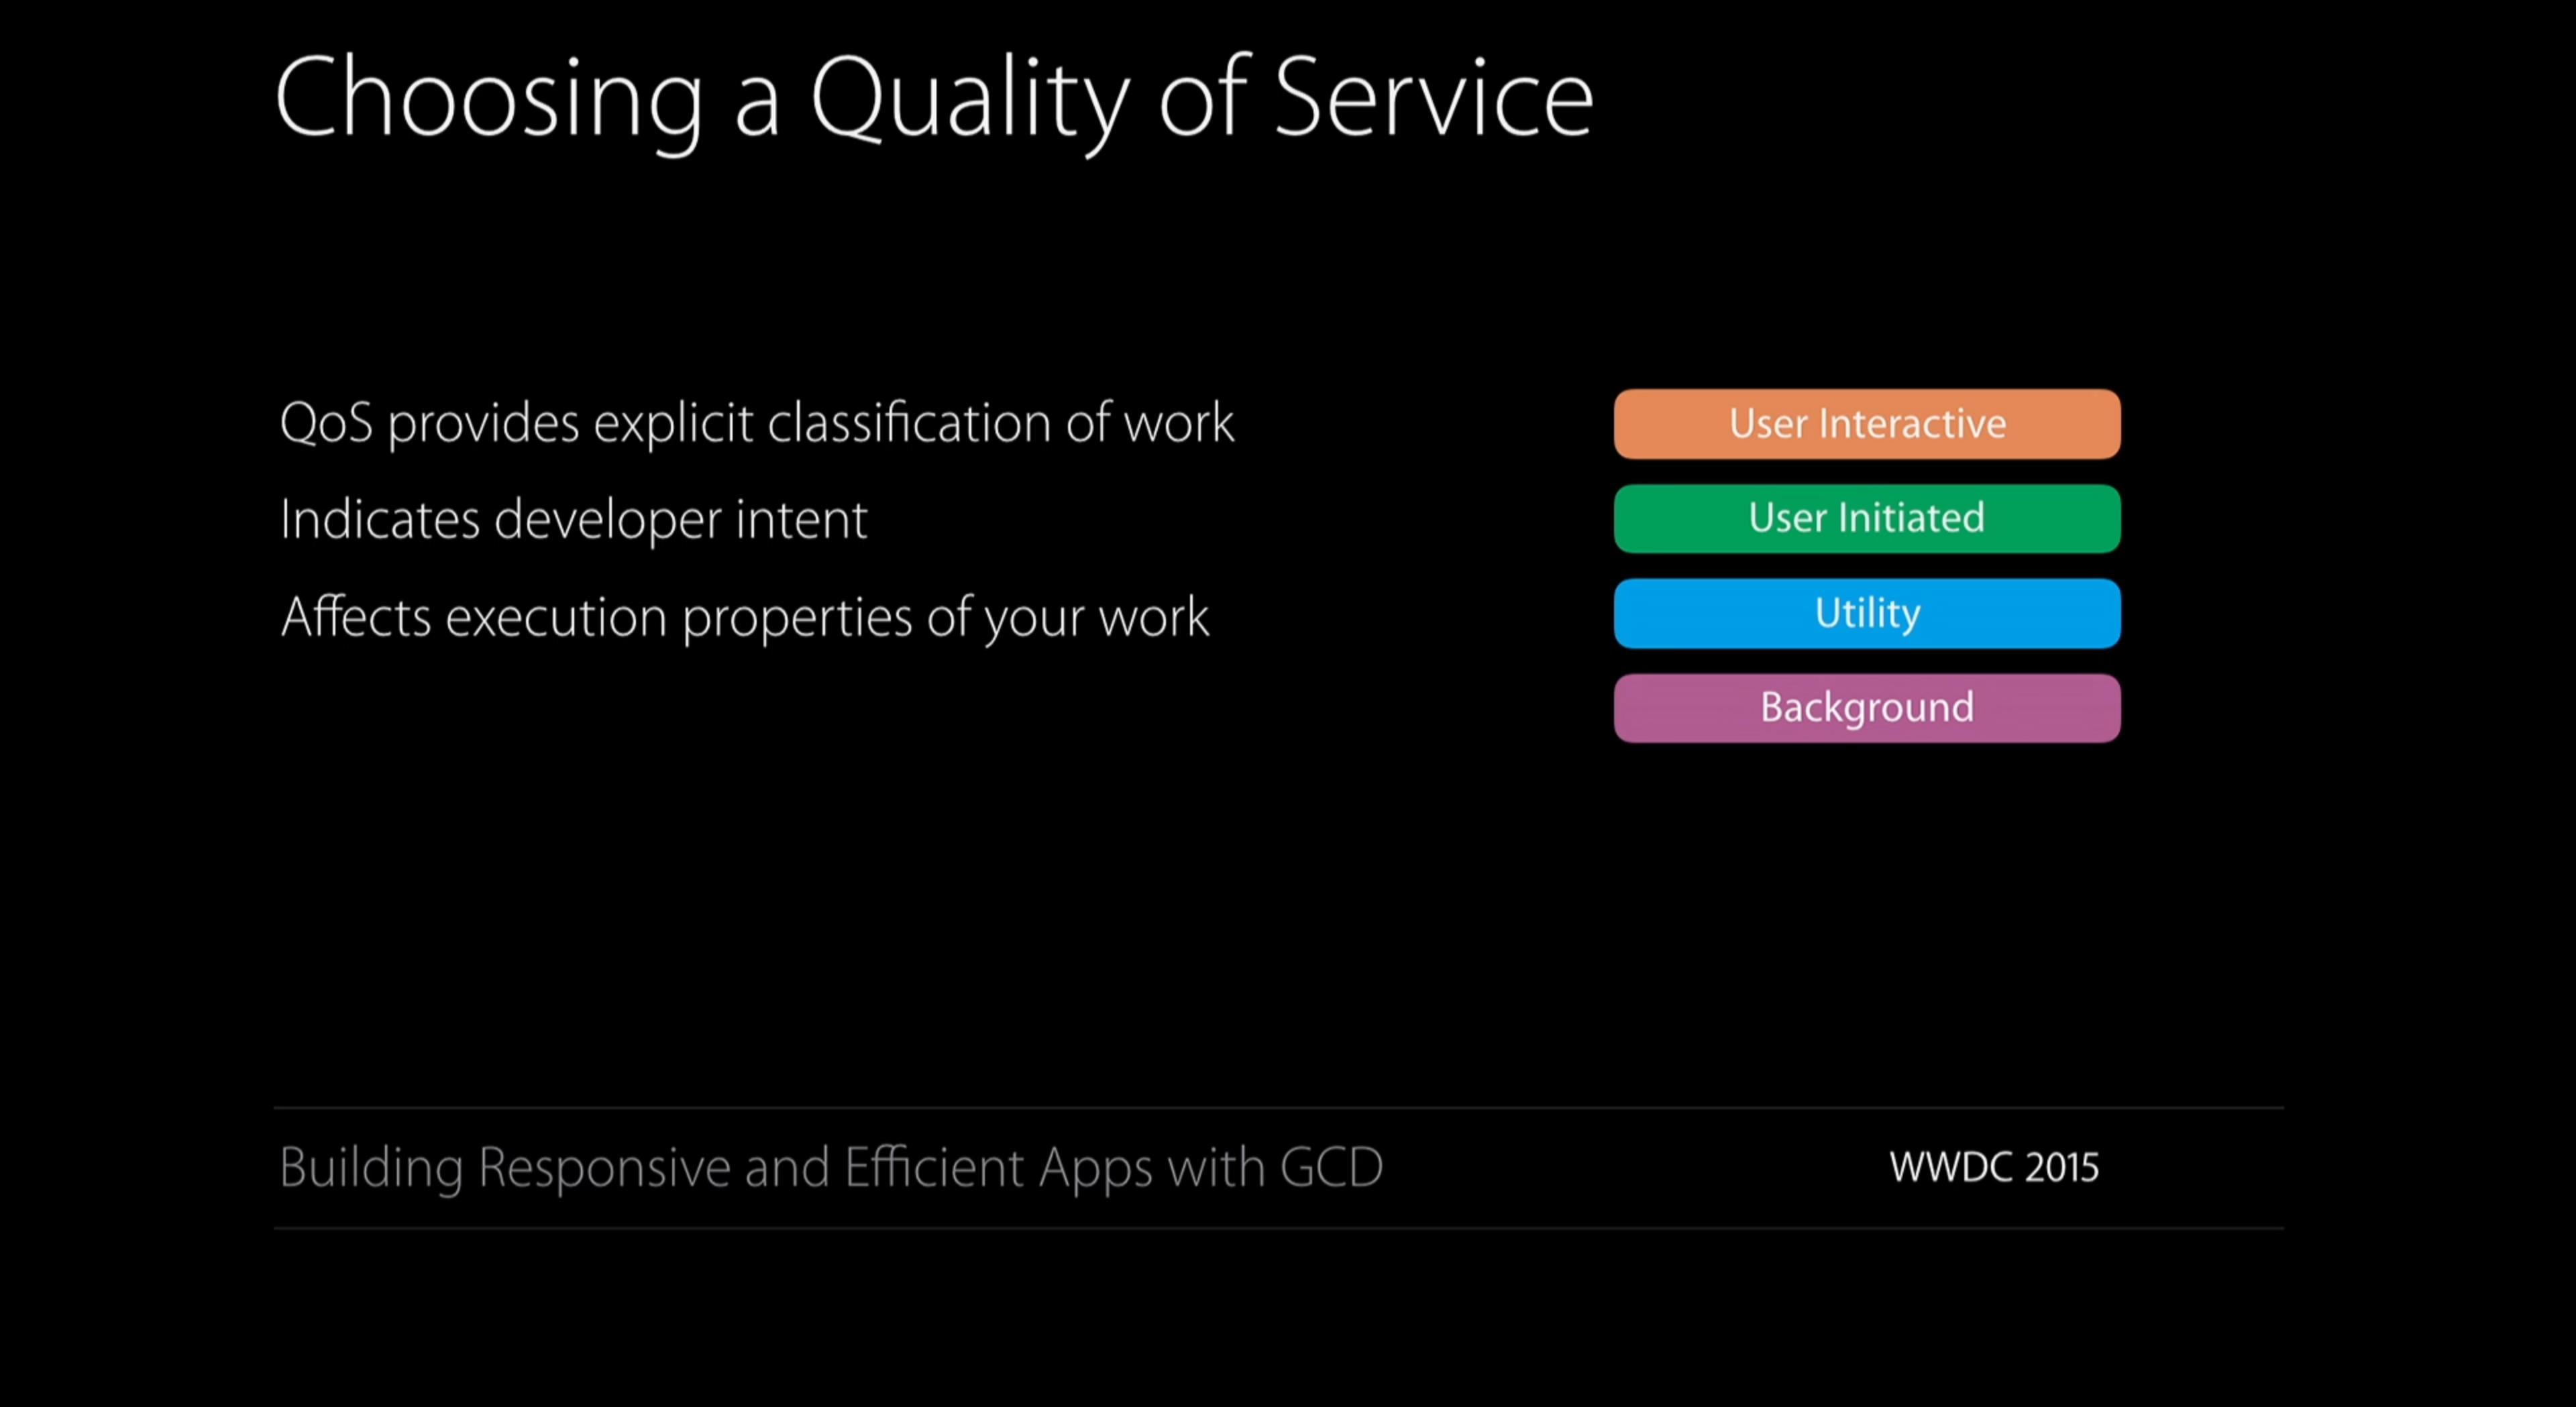 Choosing a Quality of Service
QoS provides explicit classification of work
Indicates developer intent
Affects execution properties of your work
User Interactive
User Initiated
Utility
Background
Building Responsive and Efficient Apps with GCD
WWDC 2015